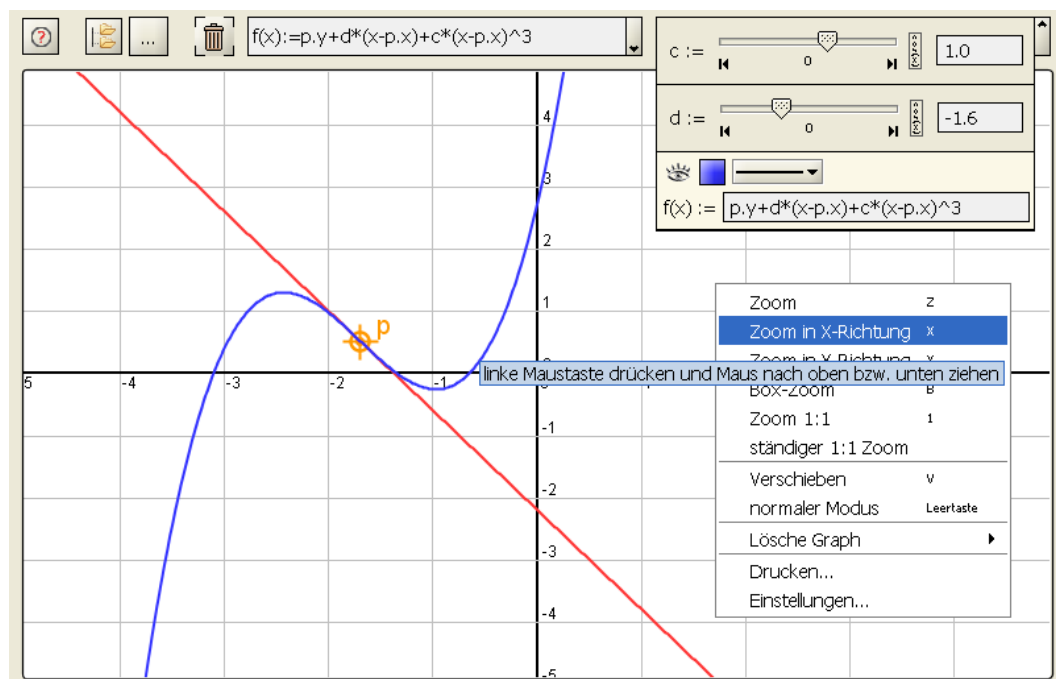 ... f(x):=p.y+d*(x-p.x)+c*(x-p.x)^3
c := 0 1.0
d := 0 -1.6
f(x) := p.y+d*(x-p.x)+c*(x-p.x)^3
4
3
2
1
p
5 -4 -3 -2 -1
-1
-2
-3
-4
-5
Zoom Z
Zoom in X-Richtung X
linke Maustaste drücken und Maus nach oben bzw. unten ziehen
Box-Zoom B
Zoom 1:1 1
ständiger 1:1 Zoom
Verschieben V
normaler Modus Leertaste
Lösche Graph
Drucken...
Einstellungen...